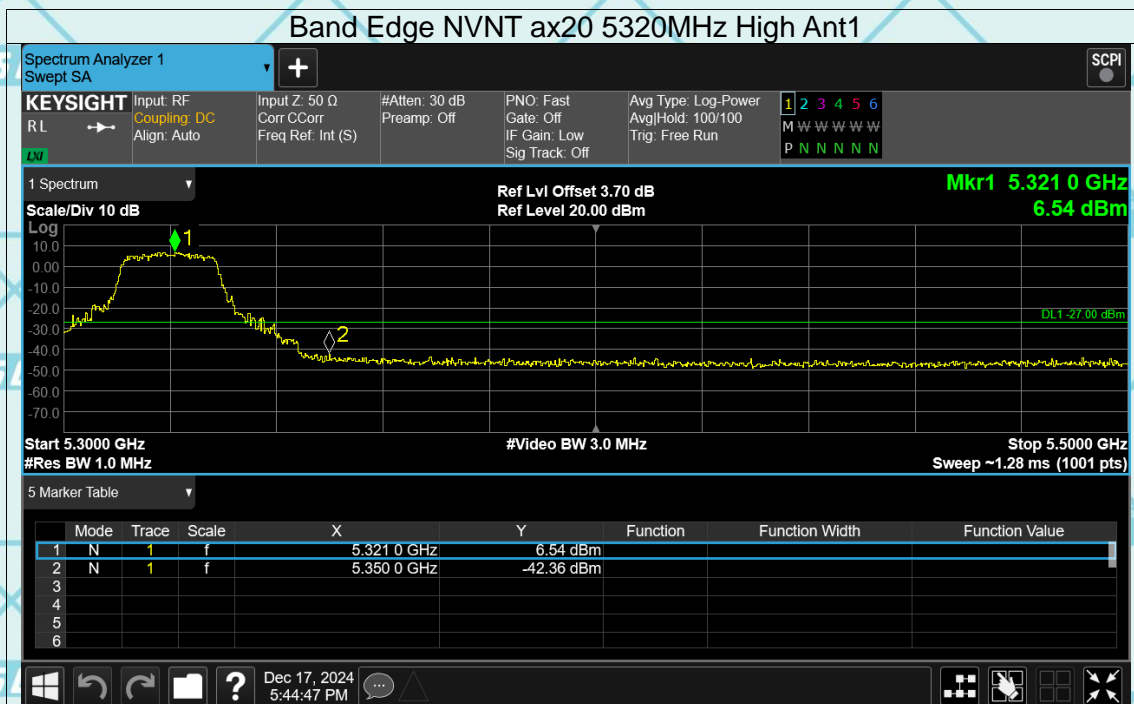 Band Edge NVNT ax20 5320MHz High Ant1
Spectrum Analyzer 1
Swept SA
+
SCPI
KEYSIGHT Input: RF Input Z: 50 Ω #Atten: 30 dB PNO: Fast Avg Type: Log-Power 1 2 3 4 5 6
RL Coupling: DC Corr CCorr Preamp: Off Gate: Off Avg|Hold: 100/100 M W W W W W
Align: Auto Freq Ref: Int (S) IF Gain: Low Trig: Free Run P N N N N N
LXI Sig Track: Off
1 Spectrum Ref Lvl Offset 3.70 dB Mkr1 5.321 0 GHz
Scale/Div 10 dB Ref Level 20.00 dBm 6.54 dBm
Log
1
10.0
0.00
-10.0
-20.0
DL1 -27.00 dBm
-30.0
2
-40.0
-50.0
-60.0
-70.0
Start 5.3000 GHz #Video BW 3.0 MHz Stop 5.5000 GHz
#Res BW 1.0 MHz Sweep ~1.28 ms (1001 pts)
5 Marker Table
Mode Trace Scale X Y Function Function Width Function Value
1 N 1 f 5.321 0 GHz 6.54 dBm
2 N 1 f 5.350 0 GHz -42.36 dBm
3
4
5
6
? Dec 17, 2024
5:44:47 PM